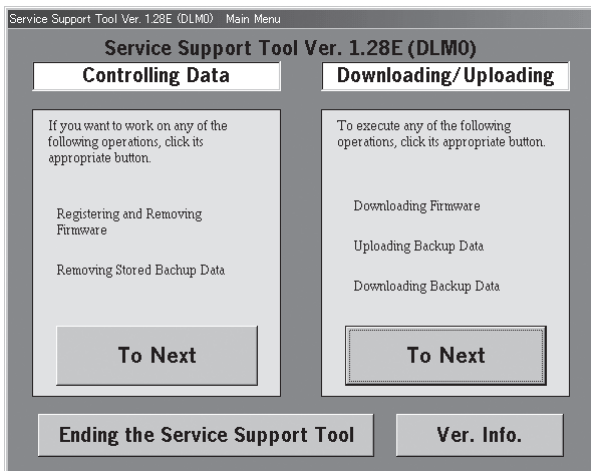 Service Support Tool Ver. 1.28E (DLM0) Main Menu
Service Support Tool Ver. 1.28E (DLM0)
Controlling Data
If you want to work on any of the
following operations, click its
appropriate button.
Registering and Removing
Firmware
Removing Stored Bachup Data
To Next
Downloading/Uploading
To execute any of the following
operations, click its appropriate button.
Downloading Firmware
Uploading Backup Data
Downloading Backup Data
To Next
Ending the Service Support Tool
Ver. Info.